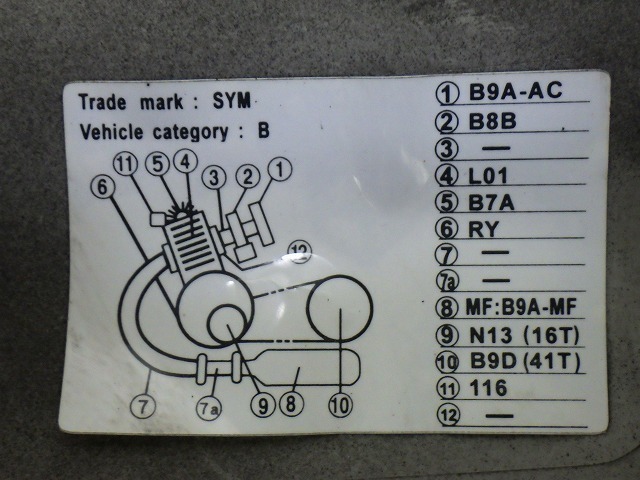 Trade mark : SYM
Vehicle category : B
11 5 4 3 2 1
6
12
7 7a 9 8 10
1 B9A-AC
2 B8B
3 —
4 L01
5 B7A
6 RY
7 —
7a —
8 MF:B9A-MF
9 N13 (16T)
10 B9D (41T)
11 116
12 —